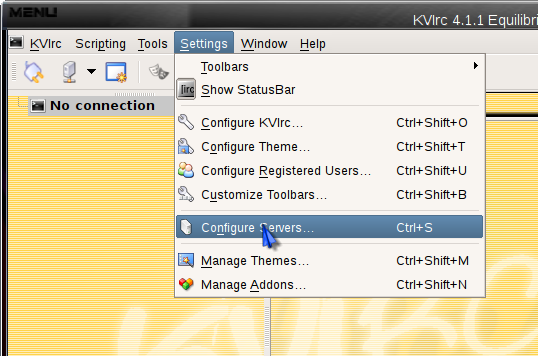 MENU
KVIrc 4.1.1 Equilibri
KVIrc Scripting Tools Settings Window Help
No connection
Toolbars
Show StatusBar
Configure KVIrc... Ctrl+Shift+O
Configure Theme... Ctrl+Shift+T
Configure Registered Users... Ctrl+Shift+U
Customize Toolbars... Ctrl+Shift+B
Configure Servers... Ctrl+S
Manage Themes... Ctrl+Shift+M
Manage Addons... Ctrl+Shift+N
KVIRC